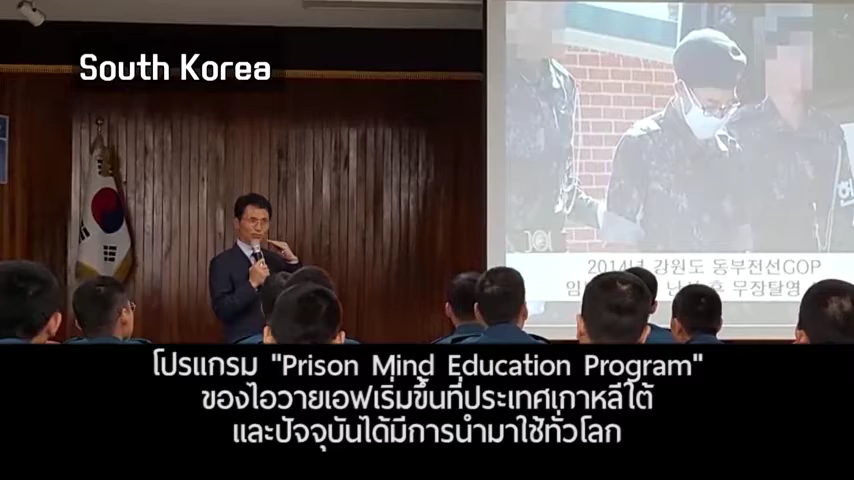 South Korea
2014년 강원도 동부전선GOP
무장탈영
โปรแกรม "Prison Mind Education Program"
ของไอวายเอฟเริ่มขึ้นที่ประเทศเกาหลีใต้
และปัจจุบันได้มีการนำมาใช้ทั่วโลก